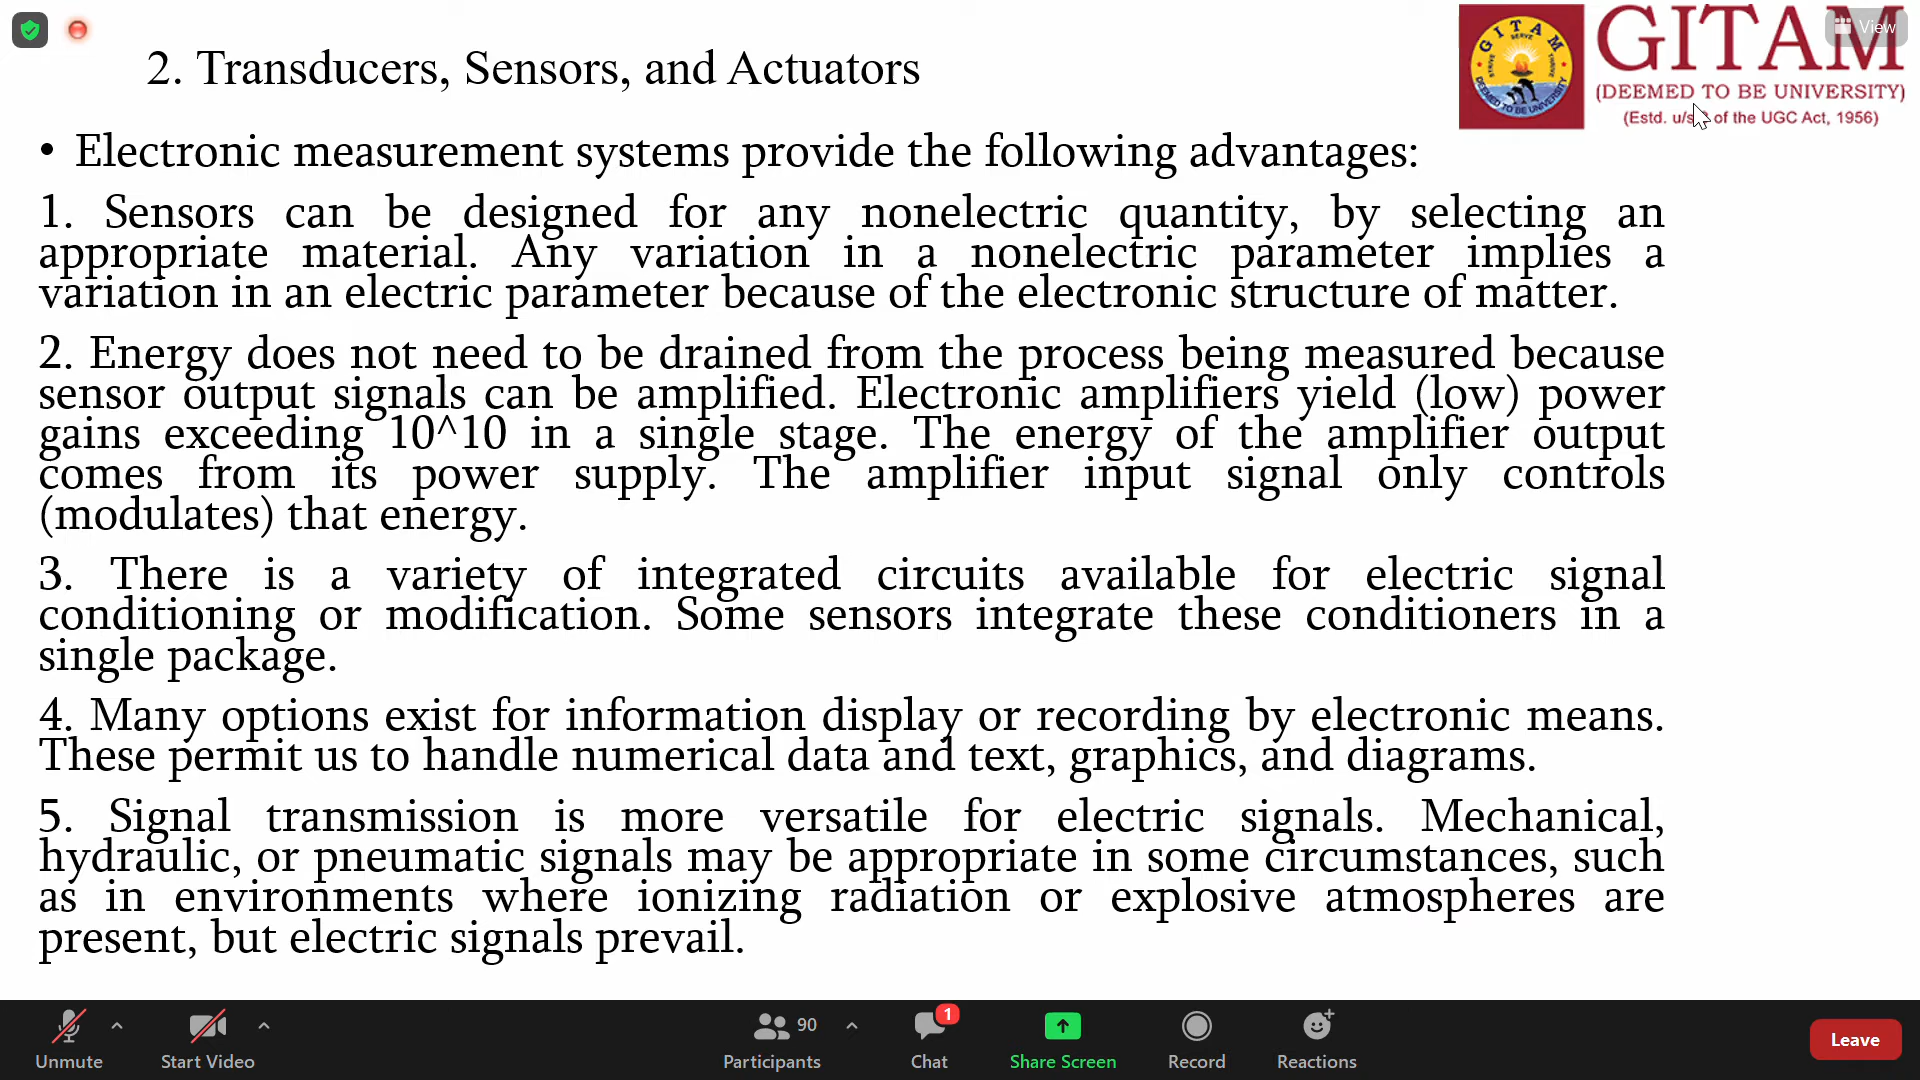 2. Transducers, Sensors, and Actuators
GITAM
View
(DEEMED TO BE UNIVERSITY)
(Estd. of the UGC Act, 1956)
• Electronic measurement systems provide the following advantages:
1. Sensors can be designed for any nonelectric quantity, by selecting an
appropriate material. Any variation in a nonelectric parameter implies a
variation in an electric parameter because of the electronic structure of matter.
2. Energy does not need to be drained from the process being measured because
sensor output signals can be amplified. Electronic amplifiers yield (low) power
gains exceeding 10^10 in a single stage. The energy of the amplifier output
comes from its power supply. The amplifier input signal only controls
(modulates) that energy.
3. There is a variety of integrated circuits available for electric signal
conditioning or modification. Some sensors integrate these conditioners in a
single package.
4. Many options exist for information display or recording by electronic means.
These permit us to handle numerical data and text, graphics, and diagrams.
5. Signal transmission is more versatile for electric signals. Mechanical,
hydraulic, or pneumatic signals may be appropriate in some circumstances, such
as in environments where ionizing radiation or explosive atmospheres are
present, but electric signals prevail.
90
1
Unmute
Start Video
Participants
Chat
Share Screen
Record
Reactions
Leave